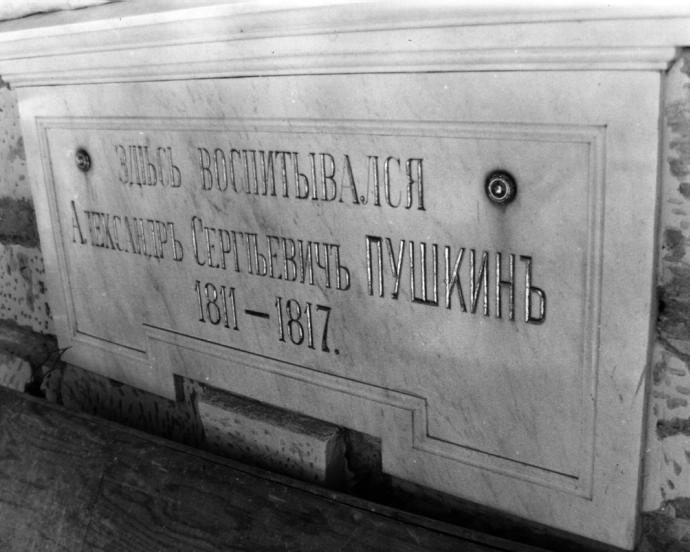 ЗДѢСЬ ВОСПИТЫВАЛСЯ
АЛЕКСАНДРЪ СЕРГѢЕВИЧЪ ПУШКИНЪ
1811 – 1817.